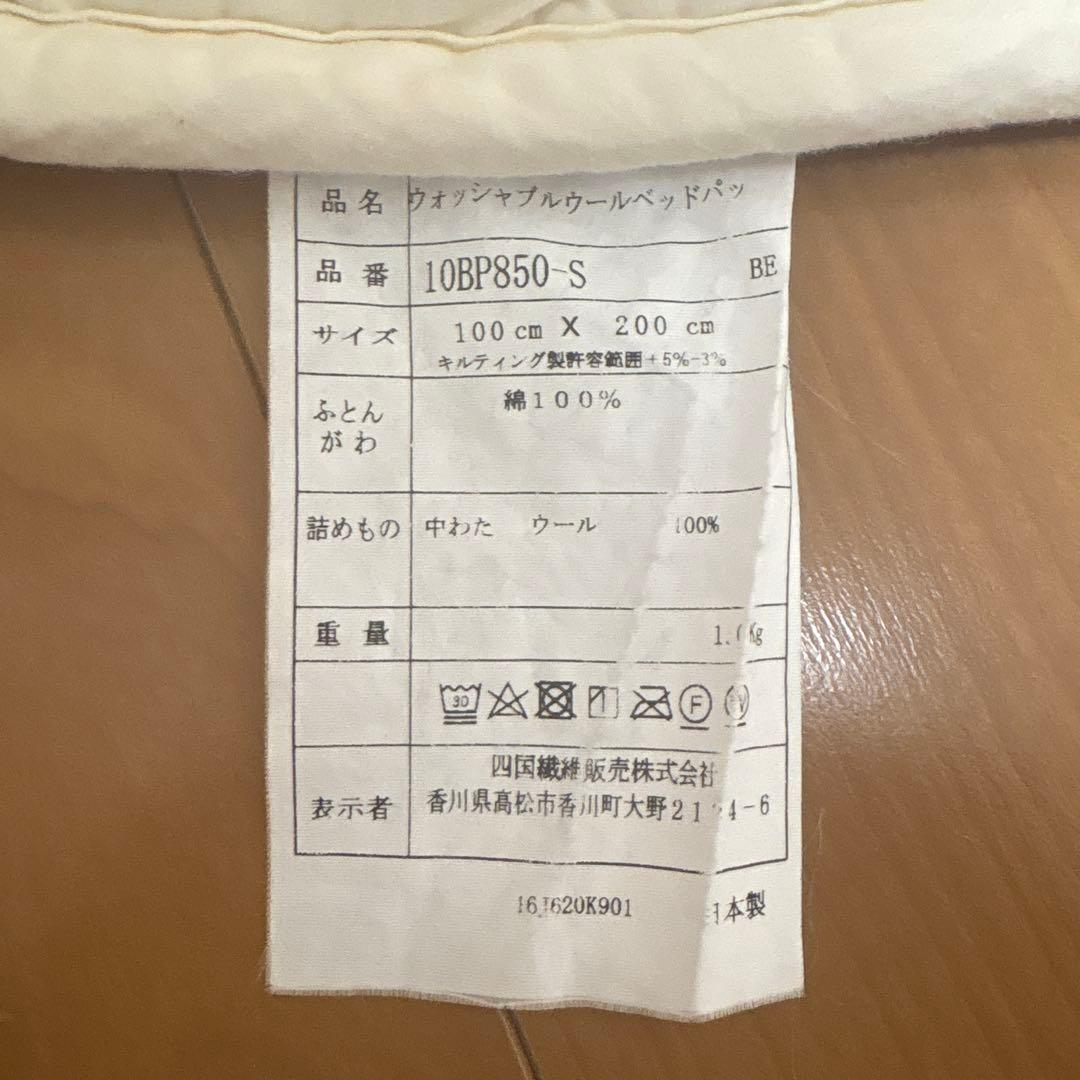 品名 ウォッシャブルウールベッドパッ
品番 10BP850-S BE
サイズ 100cm X 200cm
キルティング製許容範囲+5%-3%
ふとん
がわ 綿100%
詰めもの 中わた ウール 100%
重量
30
F
四国繊維販売株式会社
表示者 香川県高松市香川町大野
16J620K901 日本製